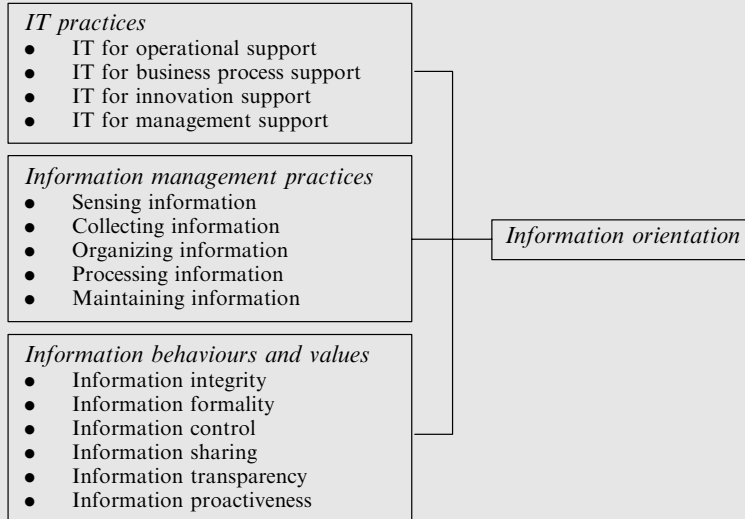 IT practices
● IT for operational support
● IT for business process support
● IT for innovation support
● IT for management support
Information management practices
● Sensing information
● Collecting information
● Organizing information
● Processing information
● Maintaining information
Information orientation
Information behaviours and values
● Information integrity
● Information formality
● Information control
● Information sharing
● Information transparency
● Information proactiveness